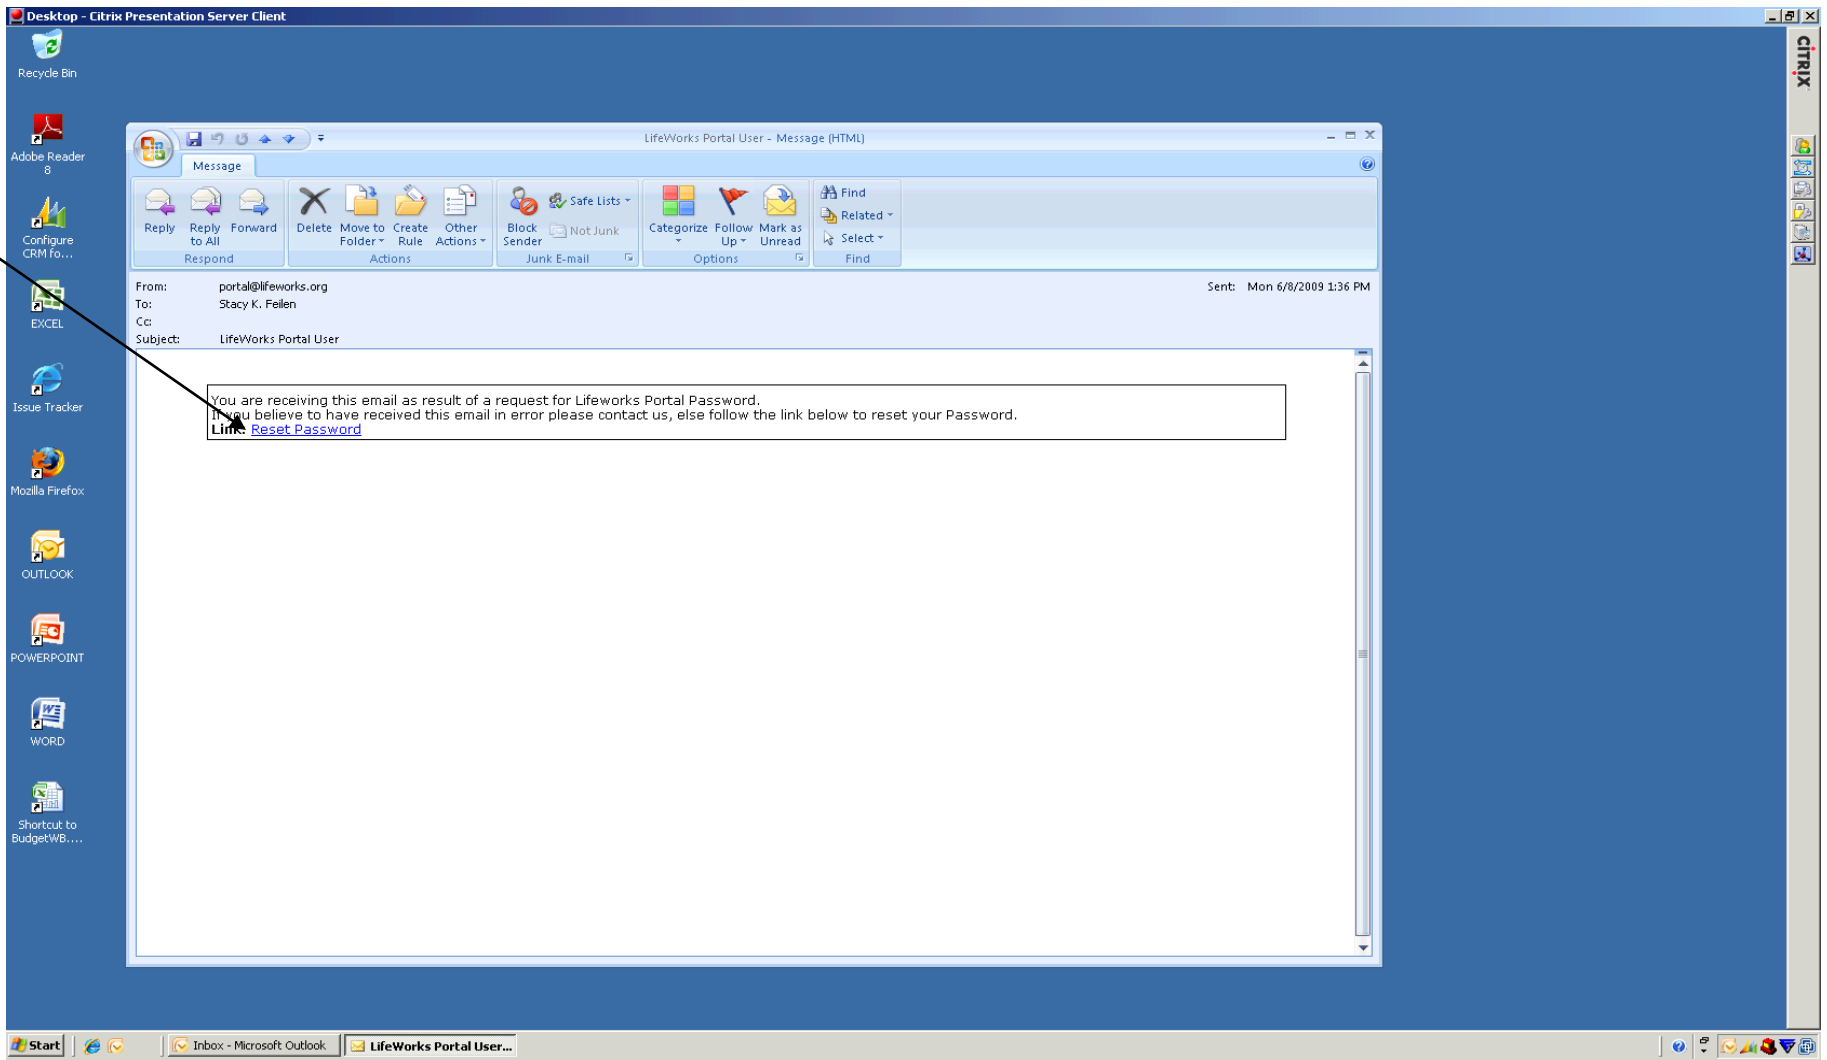 Desktop - Citrix Presentation Server Client
CITRIX
Recycle Bin
Adobe Reader
8
Configure
CRM fo...
EXCEL
Issue Tracker
Mozilla Firefox
OUTLOOK
POWERPOINT
WORD
Shortcut to
BudgetWB....
LifeWorks Portal User - Message (HTML)
Message
Reply
Reply
to All
Forward
Respond
Delete
Move to
Folder
Create
Rule
Other
Actions
Actions
Block
Sender
Safe Lists
Not Junk
Junk E-mail
Categorize
Follow
Up
Mark as
Unread
Options
Find
Related
Select
Find
From: portal@lifeworks.org
Sent: Mon 6/8/2009 1:36 PM
To: Stacy K. Feilen
Cc:
Subject: LifeWorks Portal User
You are receiving this email as result of a request for Lifeworks Portal Password.
If you believe to have received this email in error please contact us, else follow the link below to reset your Password.
Link: Reset Password
Start
Inbox - Microsoft Outlook
LifeWorks Portal User...